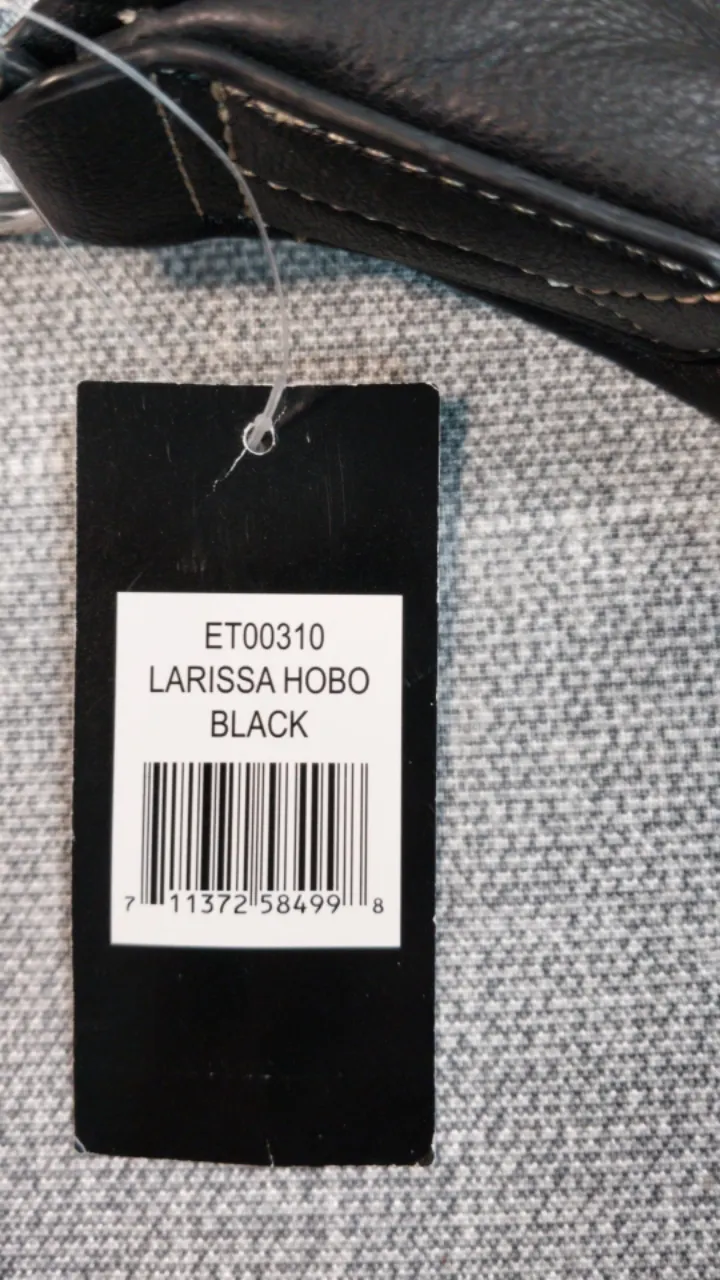 ET00310
LARISSA HOBO
BLACK
7 11372 58499 8